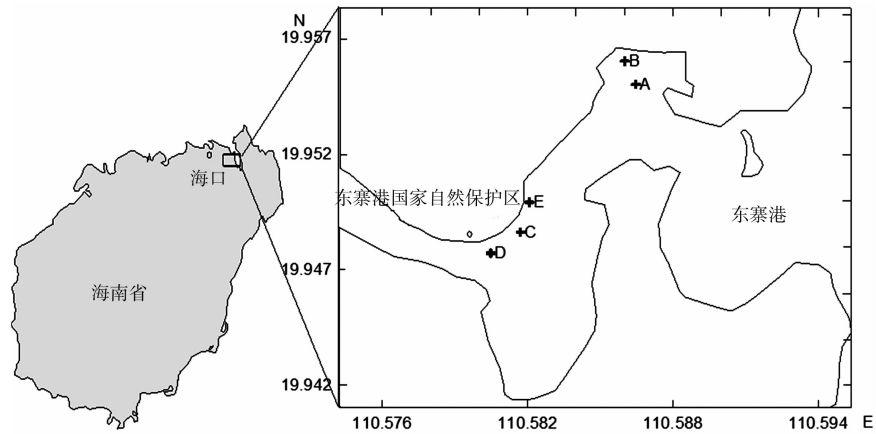 N
19.957
B
A
19.952
海口
东寨港国家自然保护区
E
东寨港
C
D
19.947
海南省
19.942
110.576
110.582
110.588
110.594
E